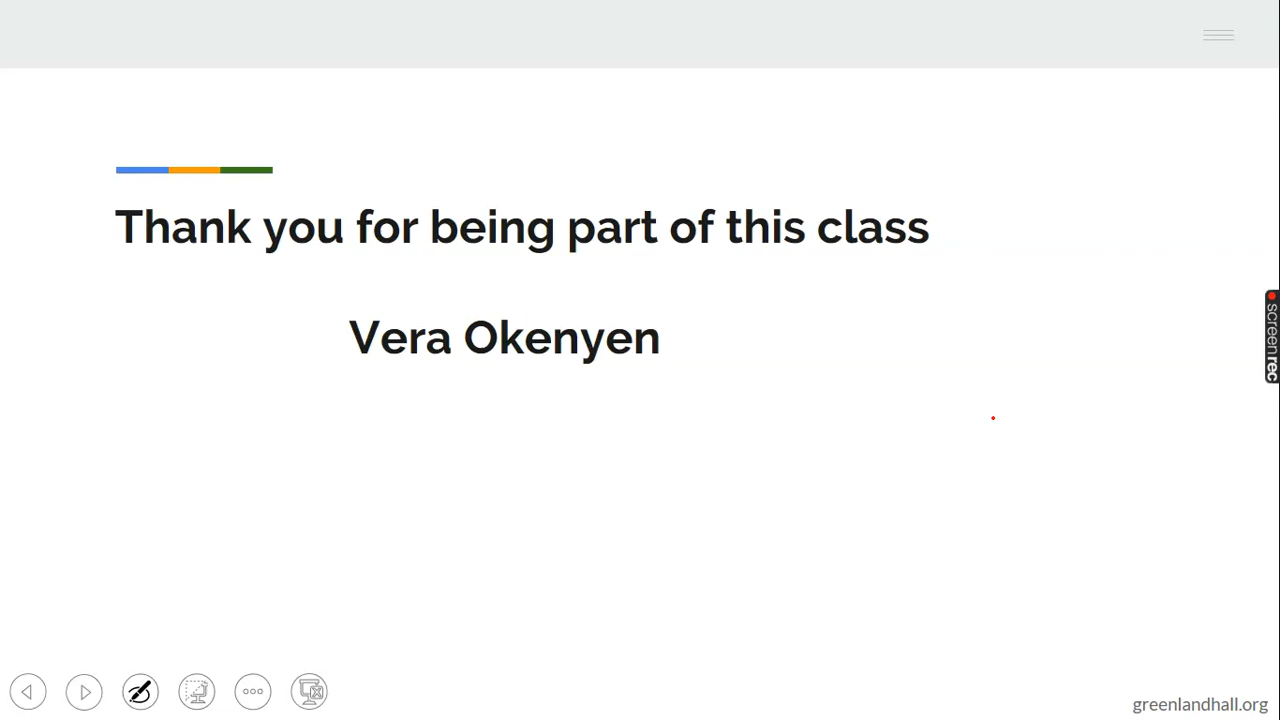 Thank you for being part of this class
Vera Okenyen
screenrec
greenlandhall.org